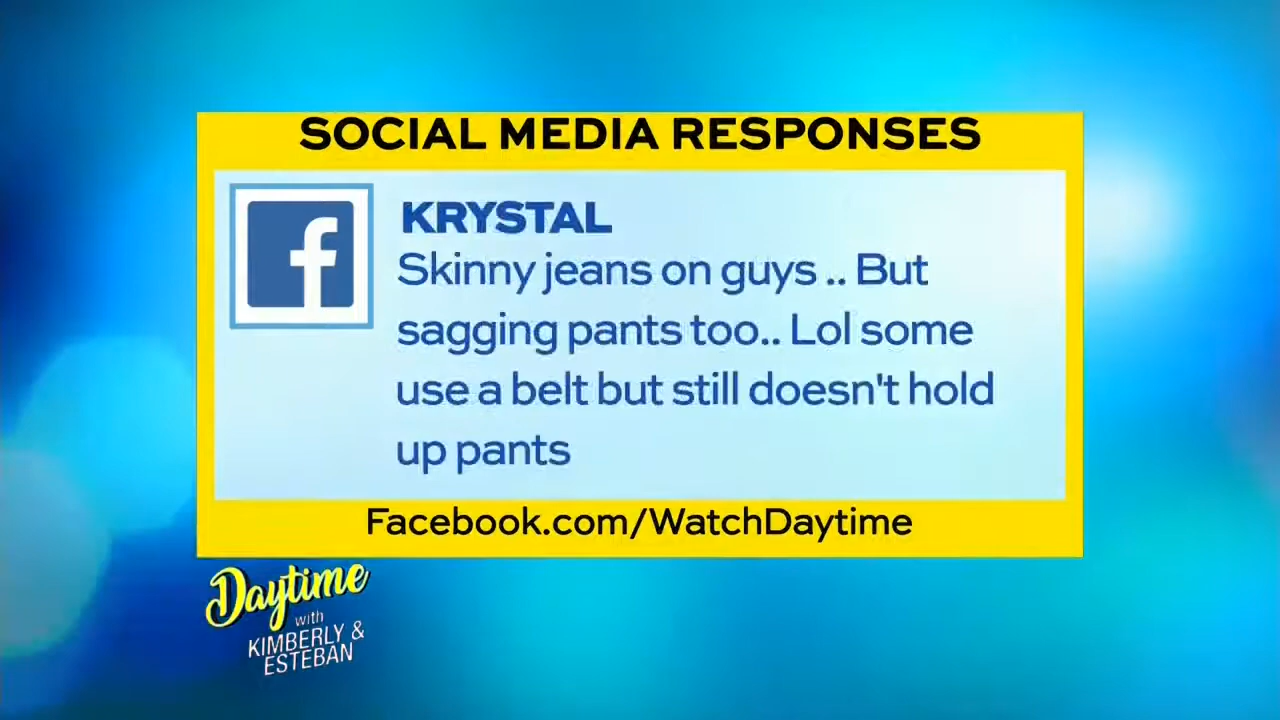 SOCIAL MEDIA RESPONSES
f
KRYSTAL
Skinny jeans on guys .. But
sagging pants too.. Lol some
use a belt but still doesn't hold
up pants
Facebook.com/WatchDaytime
Daytime
with
KIMBERLY &
ESTEBAN